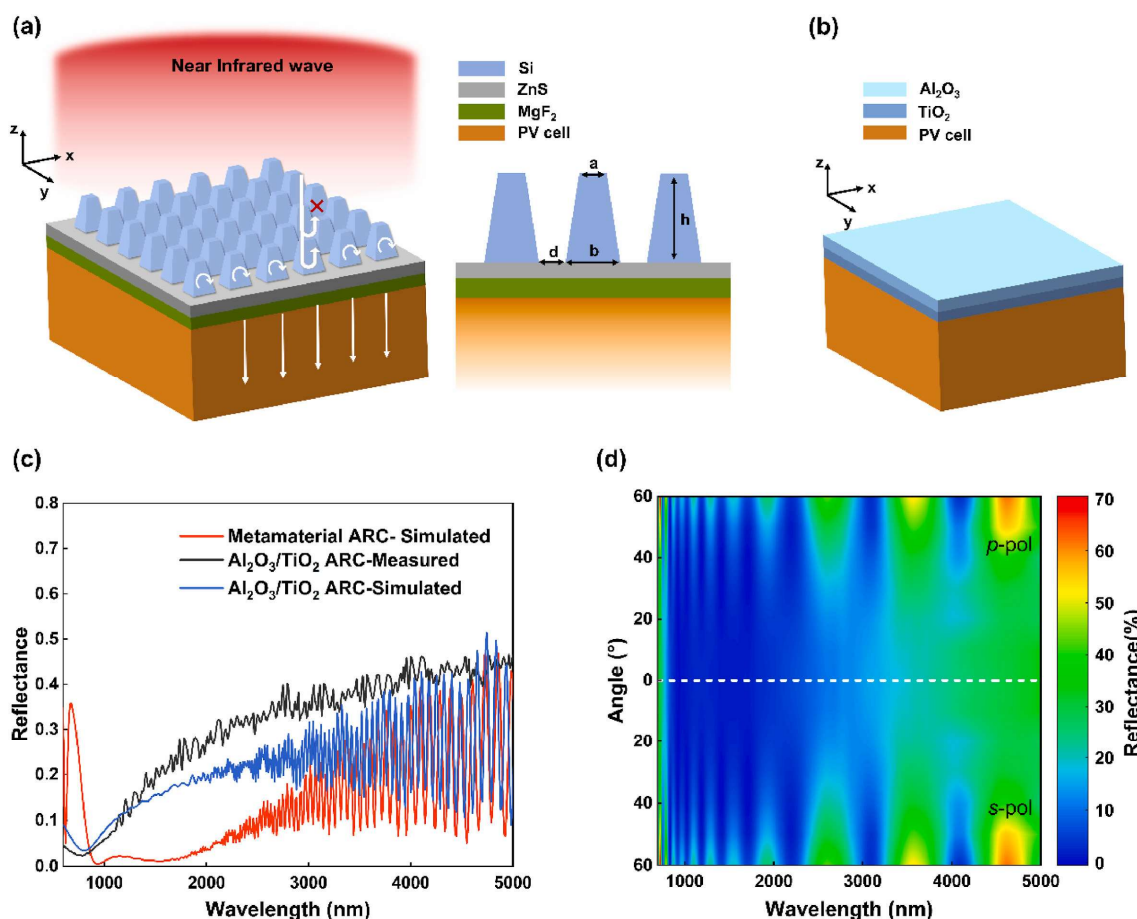 (a)
Near Infrared wave
z
x
y
Si
ZnS
MgF₂
PV cell
a
h
d
b
(b)
Al₂O₃
TiO₂
PV cell
z
x
y
(c)
0.8
0.7
0.6
0.5
0.4
0.3
0.2
0.1
0.0
Reflectance
Metamaterial ARC- Simulated
Al₂O₃/TiO₂ ARC-Measured
Al₂O₃/TiO₂ ARC-Simulated
1000 2000 3000 4000 5000
Wavelength (nm)
(d)
60
40
20
0
20
40
60
Angle (°)
p-pol
s-pol
1000 2000 3000 4000 5000
Wavelength (nm)
70
60
50
40
30
20
10
0
Reflectance(%)